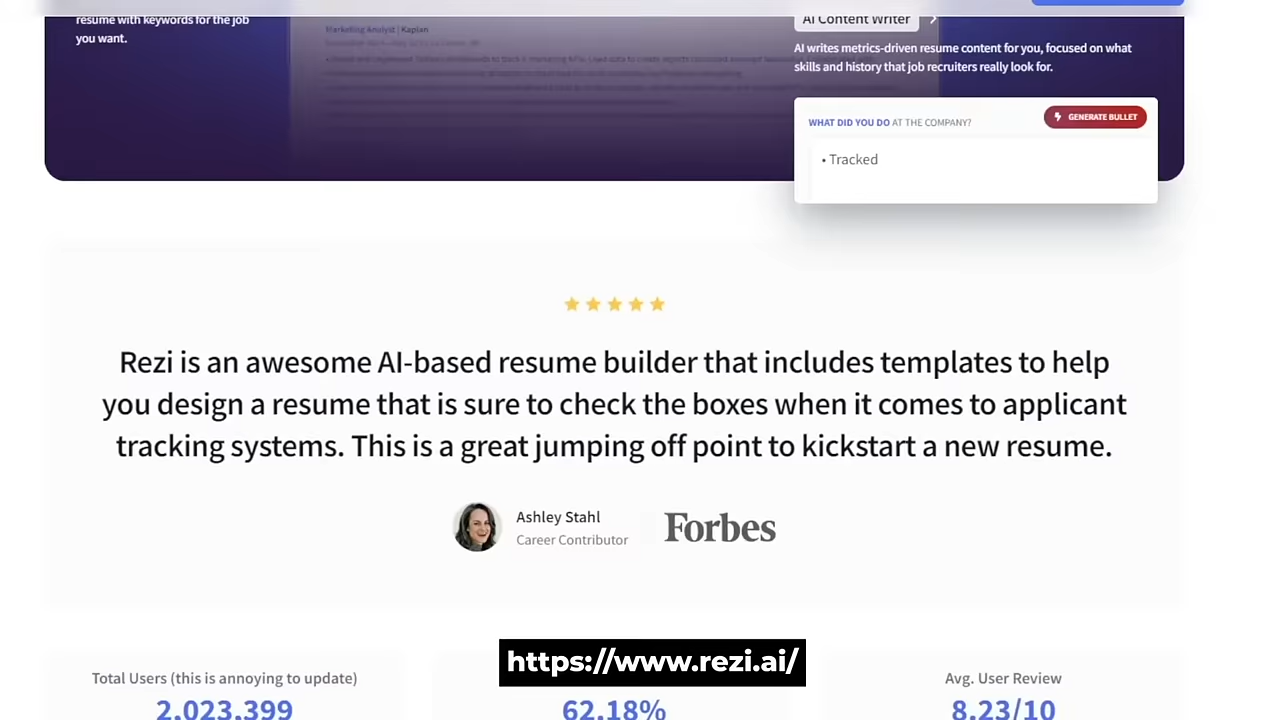 resume with keywords for the job
you want.
Marketing Analyst | Kaplan
AI Content Writer
AI writes metrics-driven resume content for you, focused on what
skills and history that job recruiters really look for.
WHAT DID YOU DO AT THE COMPANY?
GENERATE BULLET
• Tracked
Rezi is an awesome AI-based resume builder that includes templates to help
you design a resume that is sure to check the boxes when it comes to applicant
tracking systems. This is a great jumping off point to kickstart a new resume.
Ashley Stahl
Career Contributor
Forbes
https://www.rezi.ai/
Total Users (this is annoying to update)
2,023,399
62.18%
Avg. User Review
8.23/10